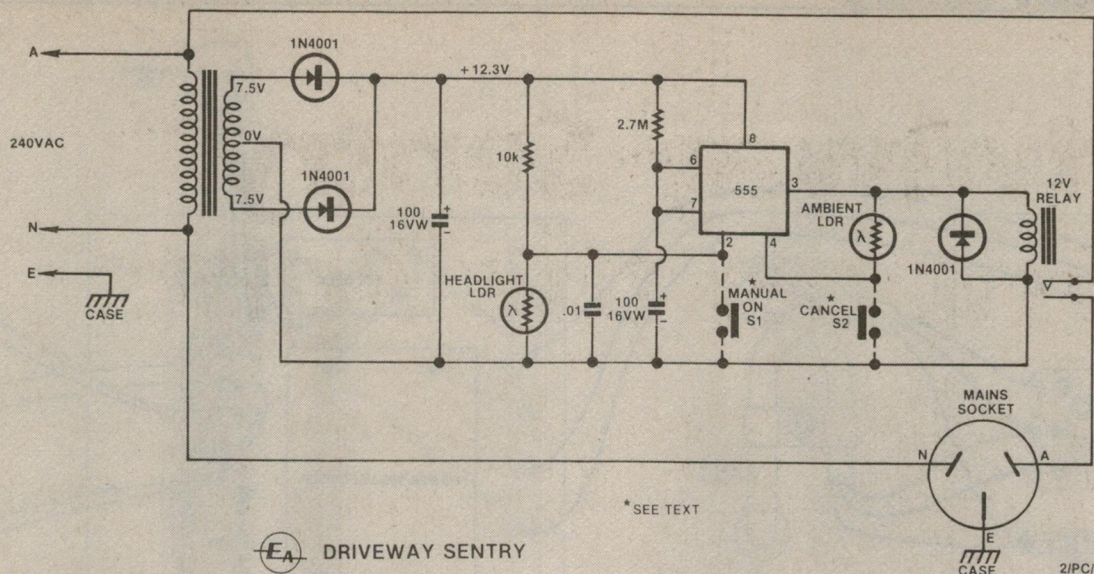 A
240VAC
N
E
CASE
7.5V
0V
7.5V
1N4001
1N4001
+12.3V
100
16VW
+
−
10k
HEADLIGHT
LDR
λ
.01
2.7M
100
16VW
+
−
6
7
8
555
3
2
4
*
MANUAL
ON
S1
*
CANCEL
S2
AMBIENT
LDR
λ
1N4001
12V
RELAY
MAINS
SOCKET
N
A
E
CASE
*SEE TEXT
EA DRIVEWAY SENTRY
2/PC/